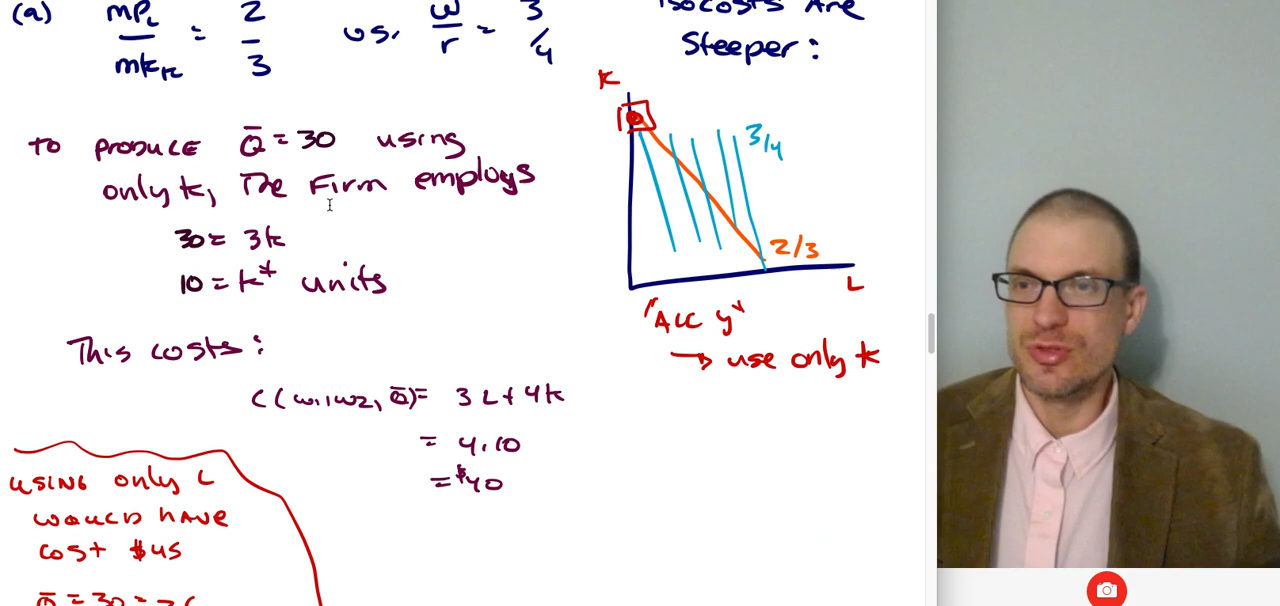 (a) MPL / MKK = 2 / 3 vs. w / r = 3 / 4
Isocosts Are
Steeper:
to produce Q̄ = 30 using
only K, The Firm employs
30 = 3K
10 = K* units
This costs:
C(w1, w2, Q̄) = 3L + 4K
= 4.10
= $40
using only L
would have
cost $45
Q̄ = 30 =
K
3/4
2/3
L
"ALL y"
→ use only K